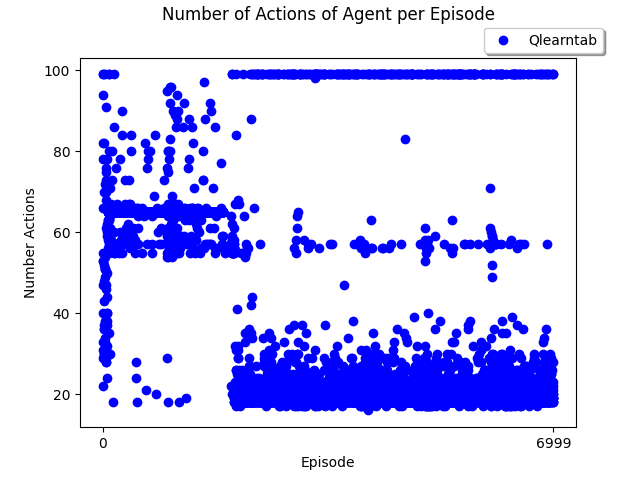 Number of Actions of Agent per Episode
Qlearntab
100
80
60
40
20
Number Actions
0
6999
Episode